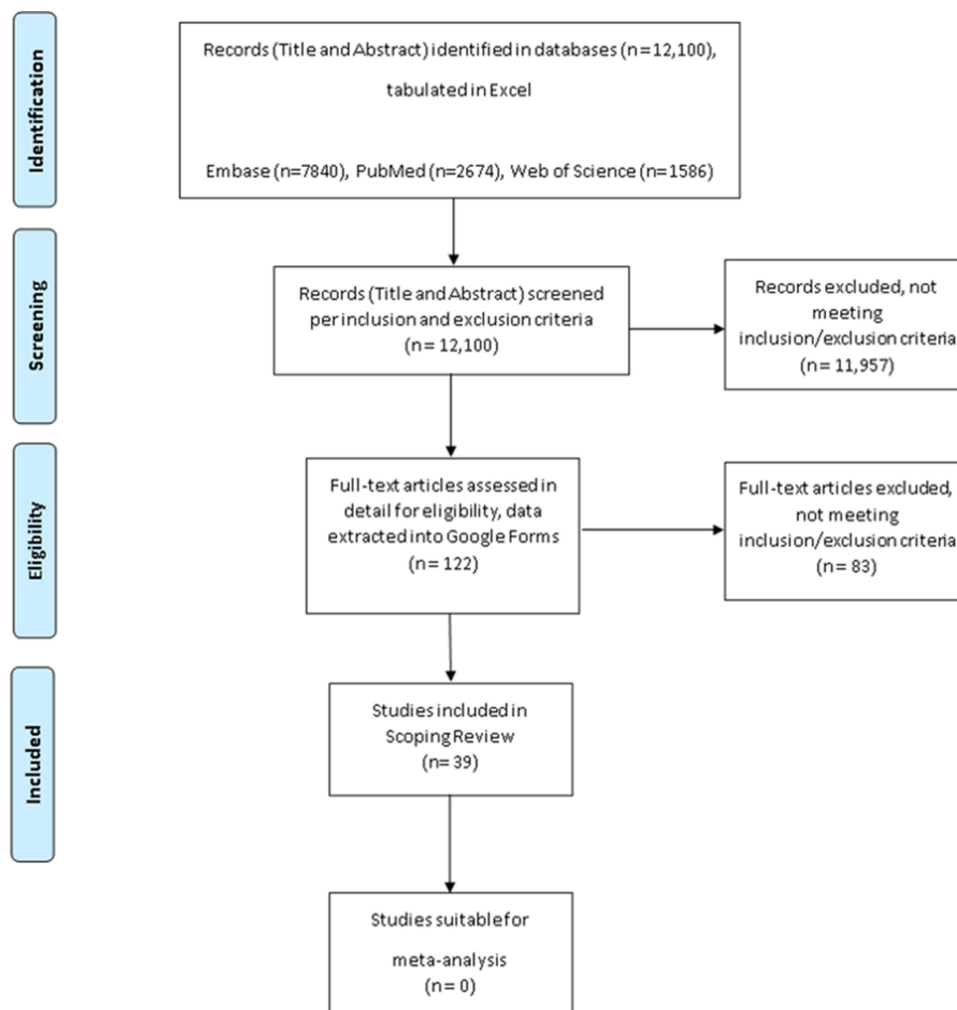 Identification
Records (Title and Abstract) identified in databases (n=12,100),
tabulated in Excel
Embase (n=7840), PubMed (n=2674), Web of Science (n=1586)
Screening
Records (Title and Abstract) screened
per inclusion and exclusion criteria
(n= 12,100)
Records excluded, not
meeting
inclusion/exclusion criteria
(n= 11,957)
Eligibility
Full-text articles assessed in
detail for eligibility, data
extracted into Google Forms
(n= 122)
Full-text articles excluded,
not meeting
inclusion/exclusion criteria
(n= 83)
Included
Studies included in
Scoping Review
(n= 39)
Studies suitable for
meta-analysis
(n= 0)